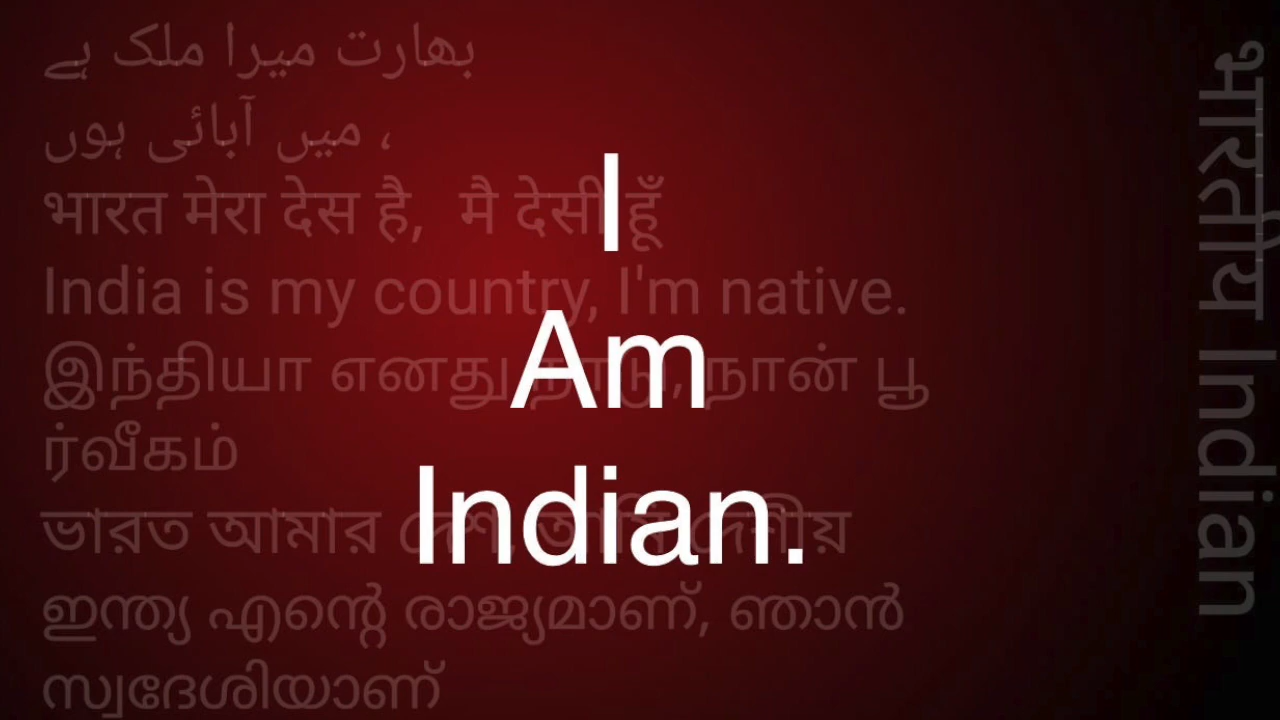 بھارت میرا ملک ہے
، میں آبائی ہوں
भारत मेरा देस है, मै देसी हूँ
India is my country, I'm native.
இந்தியா எனது நாடு, நான் பூ
ர்வீகம்
ভারত আমার দেশ, আমি দেশীয়
ഇന്ത്യ എന്റെ രാജ്യമാണ്, ഞാൻ
സ്വദേശിയാണ്
I
Am
Indian.
भारतीय Indian